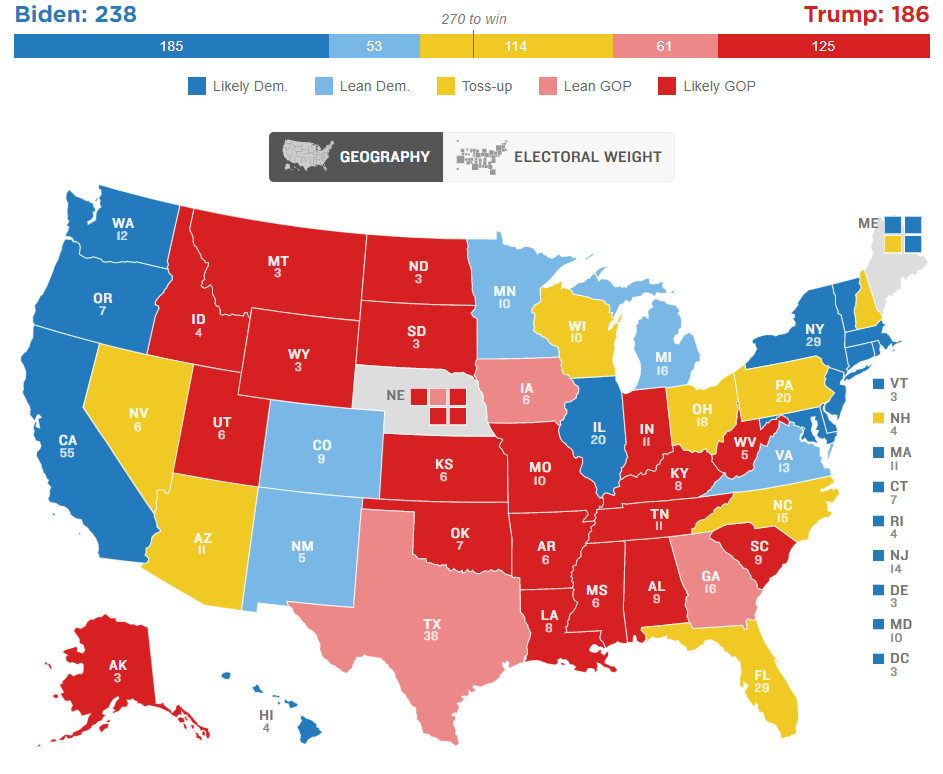 Biden: 238
270 to win
Trump: 186
185 53 114 61 125
Likely Dem. Lean Dem. Toss-up Lean GOP Likely GOP
GEOGRAPHY ELECTORAL WEIGHT
WA
12
OR
7
CA
55
NV
6
ID
4
MT
3
WY
3
UT
6
AZ
11
CO
9
NM
5
ND
3
SD
3
NE
KS
6
OK
7
TX
38
MN
10
IA
6
MO
10
AR
6
LA
8
WI
10
IL
20
MI
16
IN
11
OH
18
KY
8
TN
11
MS
6
AL
9
GA
16
FL
29
SC
9
NC
15
VA
13
WV
5
PA
20
NY
29
ME
VT
3
NH
4
MA
11
CT
7
RI
4
NJ
14
DE
3
MD
10
DC
3
AK
3
HI
4